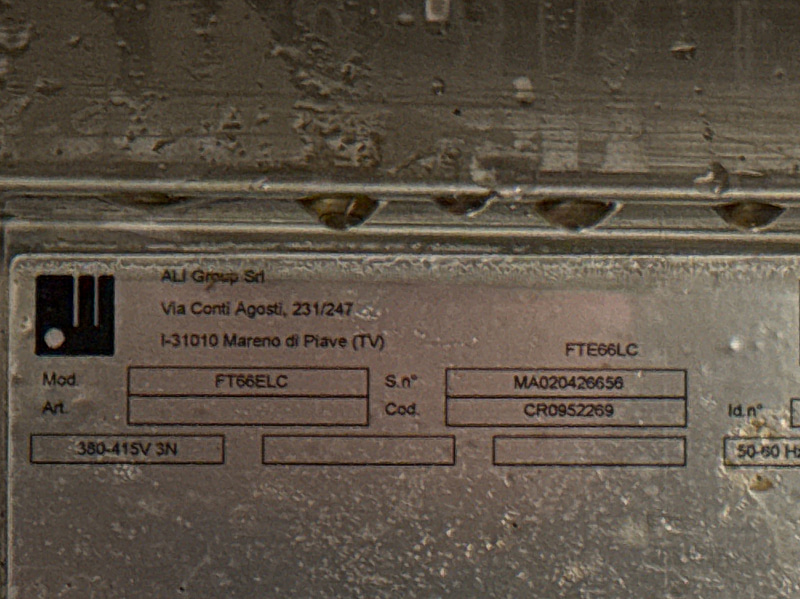 ALI Group Srl
Via Conti Agosti, 231/247
I-31010 Mareno di Piave (TV)
FTE66LC
Mod. FT66ELC S.n° MA020426656
Art. Cod. CR0952269 Id.n°
380-415V 3N 50-60 Hz